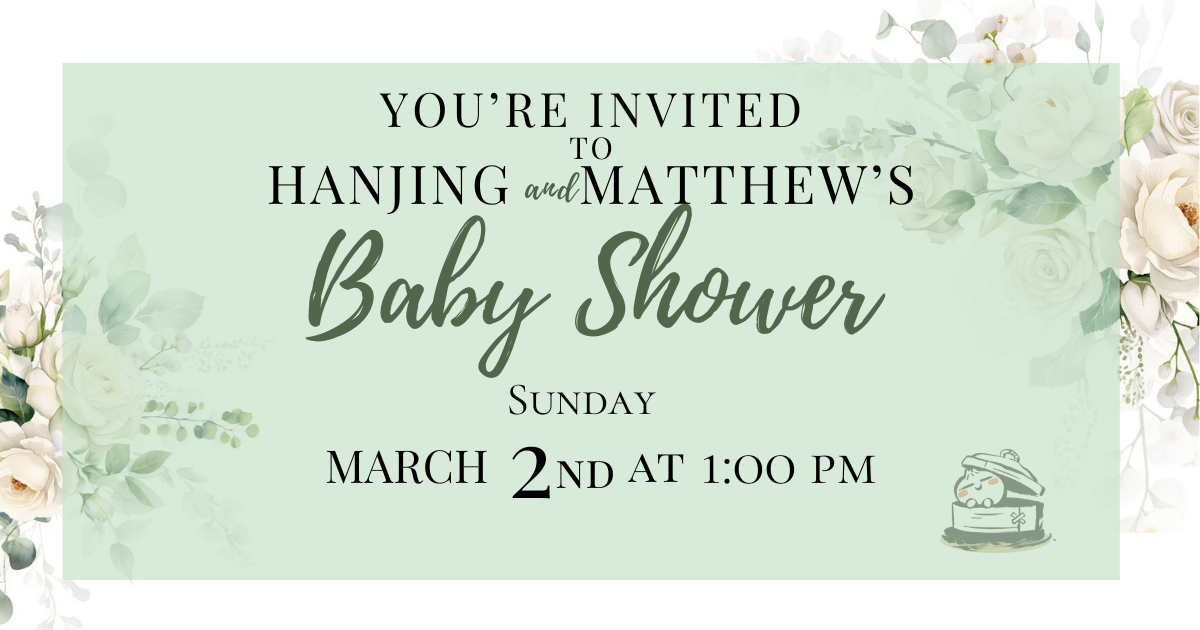 YOU’RE INVITED
TO
HANJING and MATTHEW’S
Baby Shower
SUNDAY
MARCH 2ND AT 1:00 PM